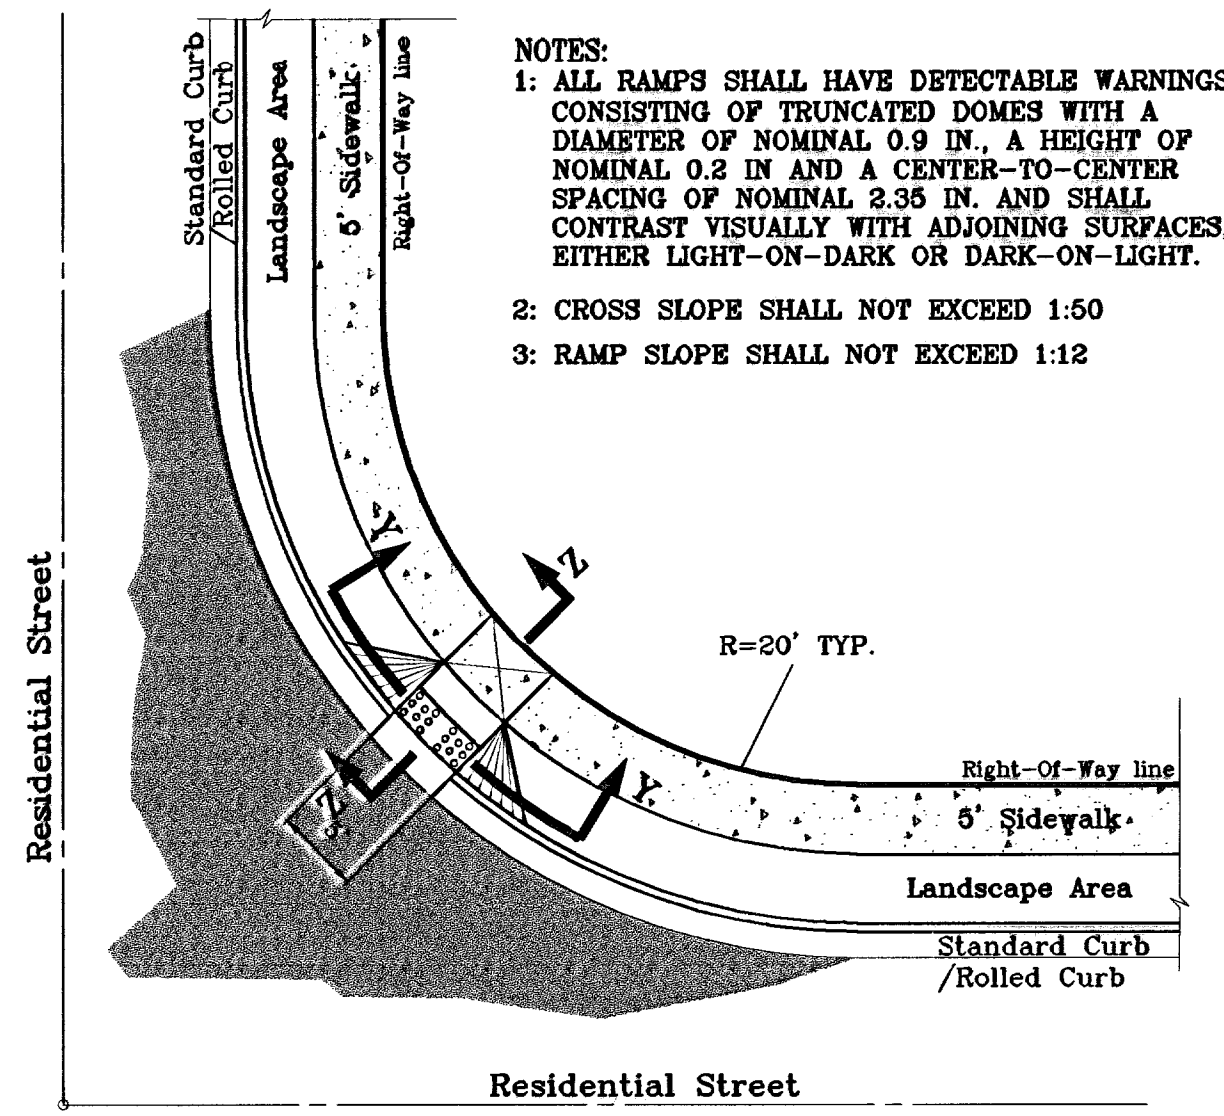 NOTES:
1: ALL RAMPS SHALL HAVE DETECTABLE WARNINGS
CONSISTING OF TRUNCATED DOMES WITH A
DIAMETER OF NOMINAL 0.9 IN., A HEIGHT OF
NOMINAL 0.2 IN AND A CENTER-TO-CENTER
SPACING OF NOMINAL 2.35 IN. AND SHALL
CONTRAST VISUALLY WITH ADJOINING SURFACES,
EITHER LIGHT-ON-DARK OR DARK-ON-LIGHT.
2: CROSS SLOPE SHALL NOT EXCEED 1:50
3: RAMP SLOPE SHALL NOT EXCEED 1:12
Standard Curb
/Rolled Curb
Landscape Area
5' Sidewalk
Right-Of-Way line
Y
Z
R=20' TYP.
Residential Street
Z
Y
Right-Of-Way line
5' Sidewalk
Landscape Area
Standard Curb
/Rolled Curb
Residential Street